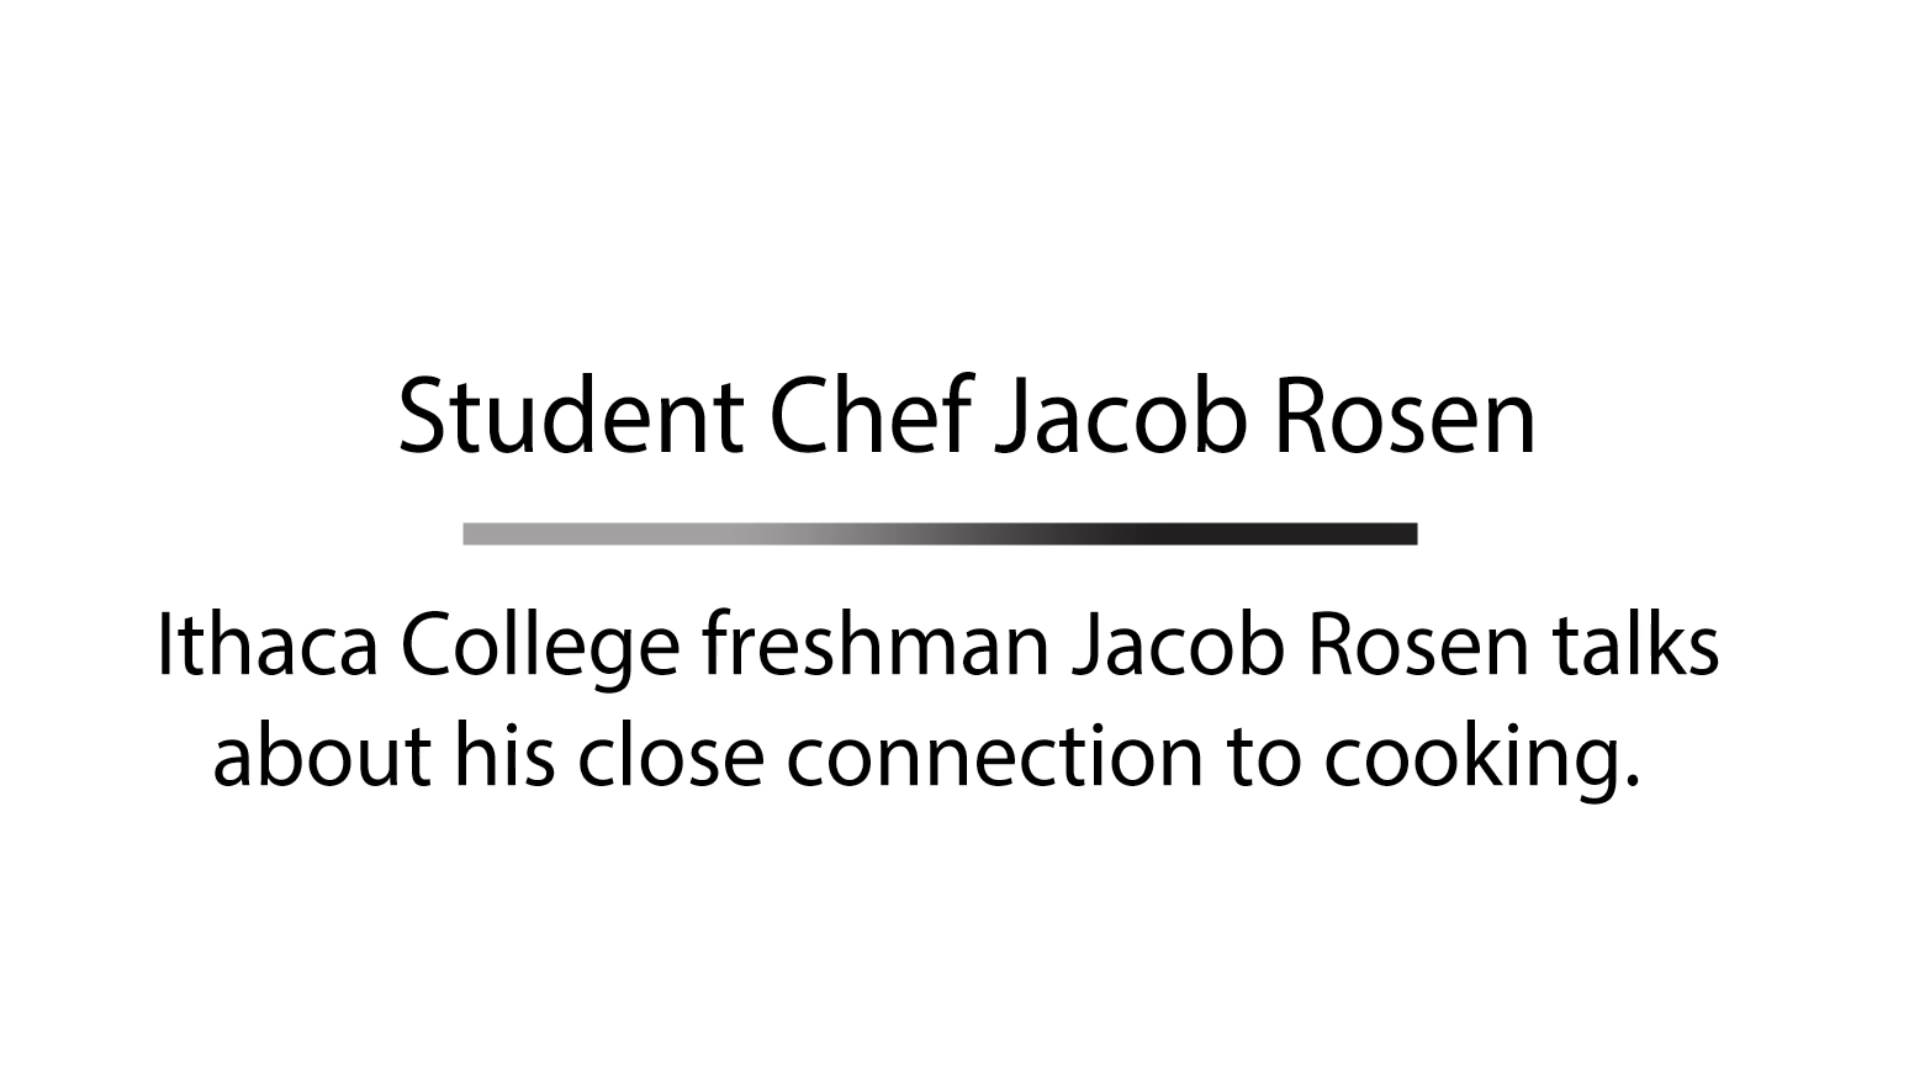 Student Chef Jacob Rosen
Ithaca College freshman Jacob Rosen talks
about his close connection to cooking.